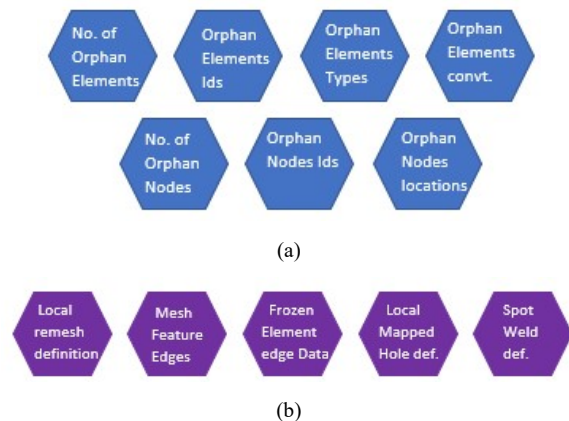 No. of
Orphan
Elements
Orphan
Elements
Ids
Orphan
Elements
Types
Orphan
Elements
convt.
No. of
Orphan
Nodes
Orphan
Nodes Ids
Orphan
Nodes
locations
(a)
Local
remesh
definition
Mesh
Feature
Edges
Frozen
Element
edge Data
Local
Mapped
Hole def.
Spot
Weld
def.
(b)